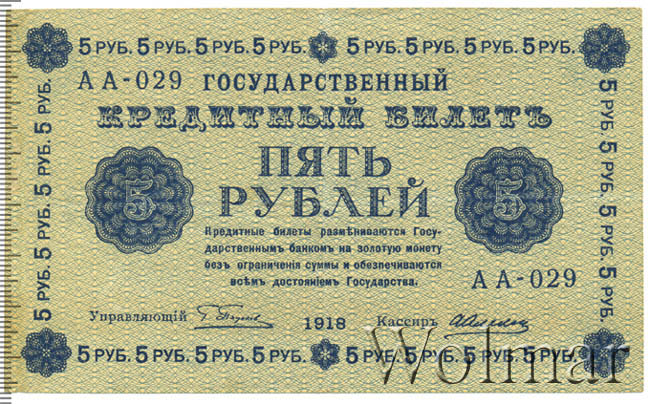 5 РУБ. 5 РУБ. 5 РУБ. 5 РУБ. 5 РУБ. 5 РУБ. 5 РУБ. 5 РУБ.
АА-029 ГОСУДАРСТВЕННЫЙ
КРЕДИТНЫЙ БИЛЕТЪ
ПЯТЬ
РУБЛЕЙ
5
5
Кредитные билеты размѣниваются Госу-
дарственнымъ банкомъ на золотую монету
безъ ограниченiя суммы и обезпечиваются
всѣмъ достоянiемъ Государства.
АА-029
Управляющiй
1918
Кассиръ
5 РУБ. 5 РУБ. 5 РУБ. 5 РУБ. 5 РУБ. 5 РУБ. 5 РУБ. 5 РУБ.
5 РУБ. 5 РУБ. 5 РУБ. 5 РУБ.
5 РУБ. 5 РУБ. 5 РУБ. 5 РУБ.
Wolmar